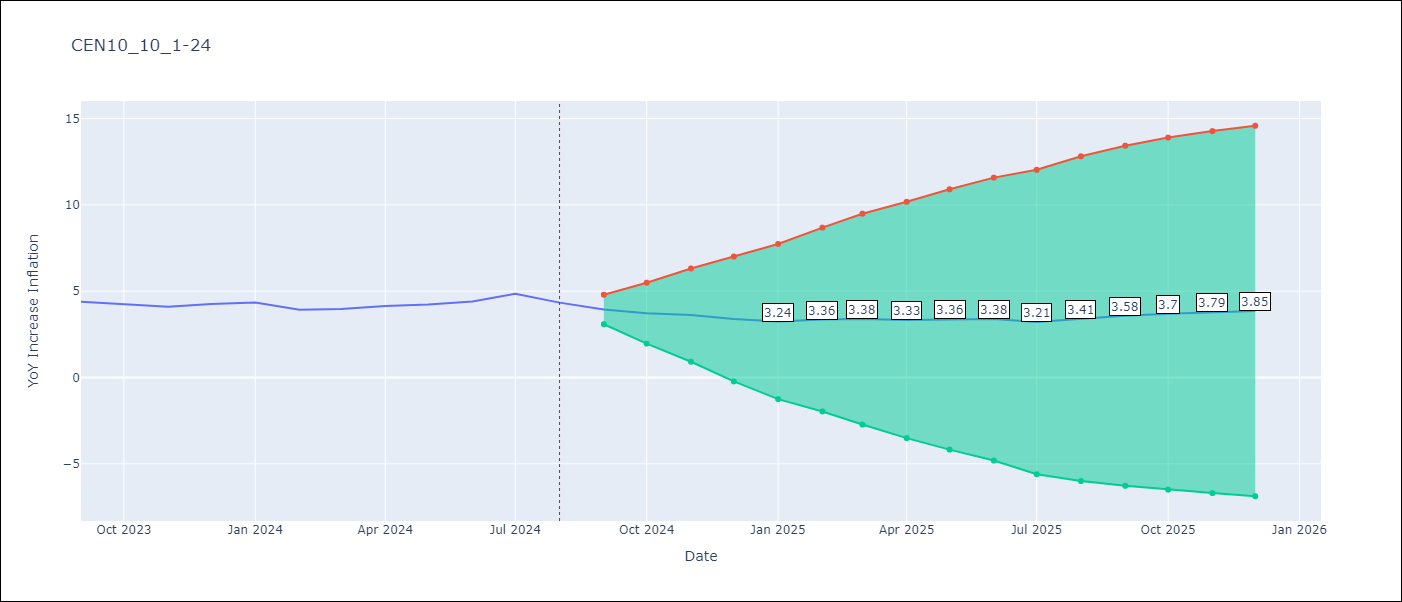 CEN10_10_1-24
15
10
5
0
−5
YoY Increase Inflation
3.24 3.36 3.38 3.33 3.36 3.38 3.21 3.41 3.58 3.7 3.79 3.85
Oct 2023 Jan 2024 Apr 2024 Jul 2024 Oct 2024 Jan 2025 Apr 2025 Jul 2025 Oct 2025 Jan 2026
Date